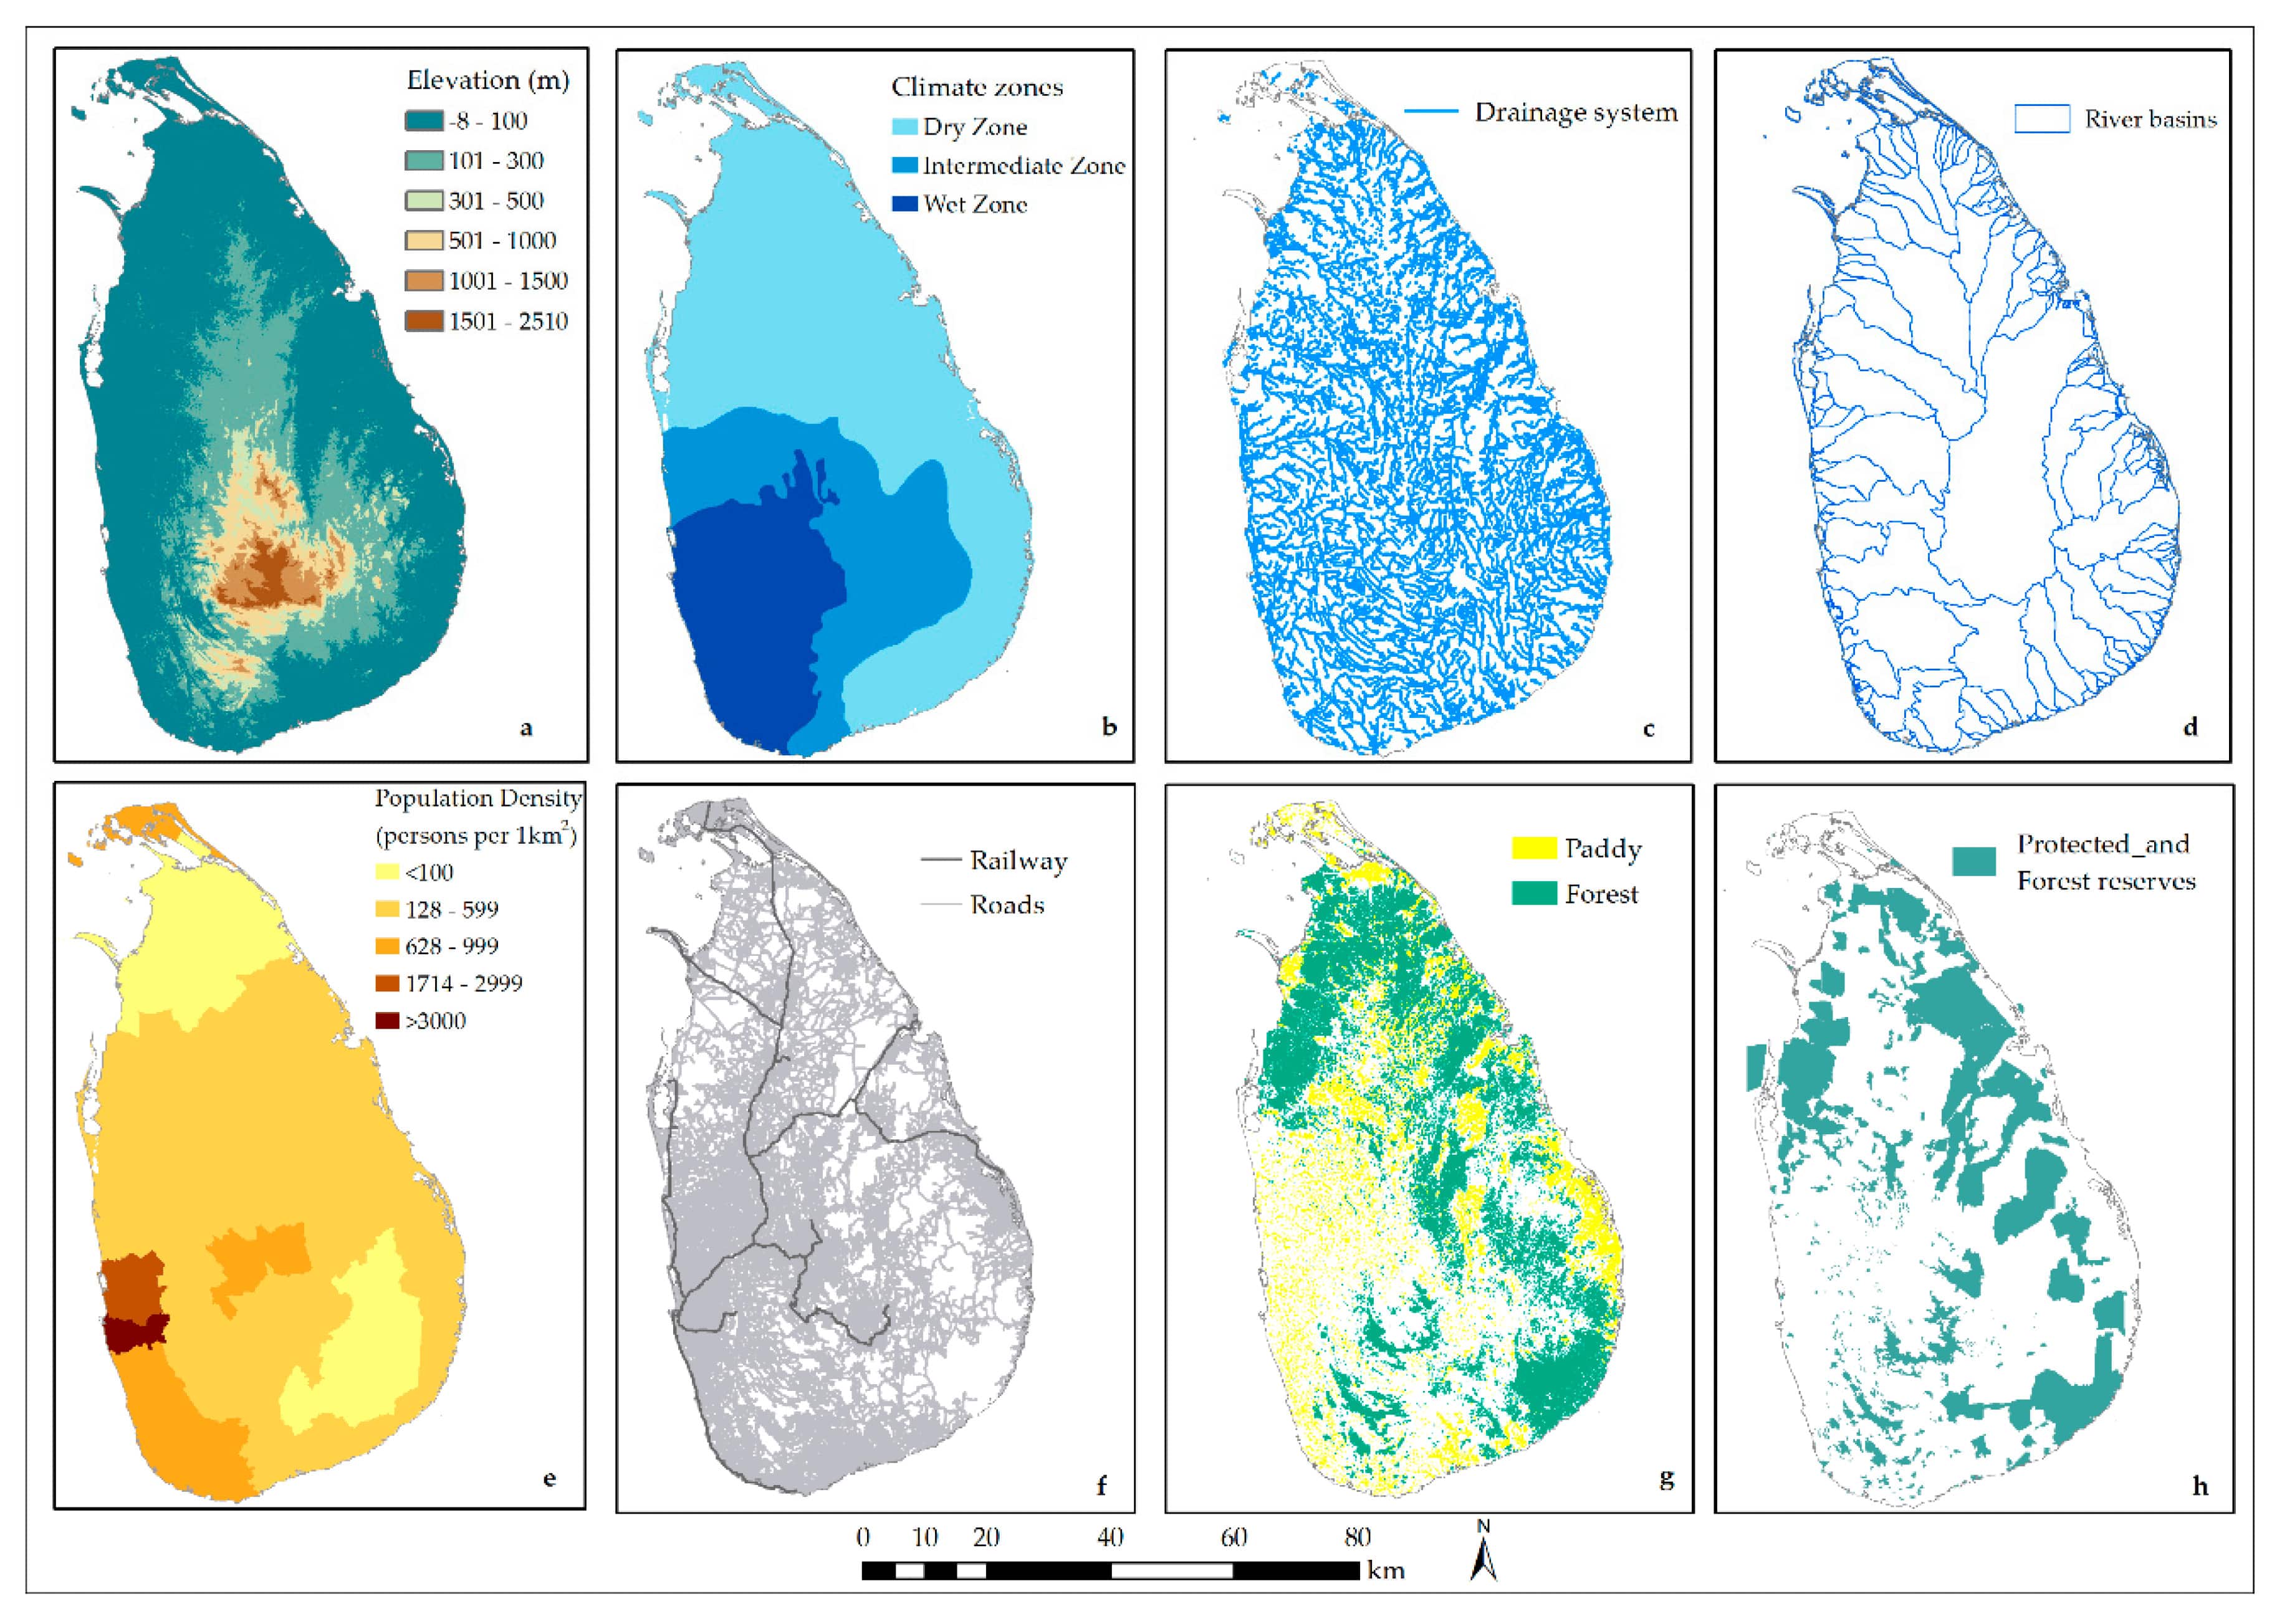 Elevation (m)
-8 - 100
101 - 300
301 - 500
501 - 1000
1001 - 1500
1501 - 2510
a
Climate zones
Dry Zone
Intermediate Zone
Wet Zone
b
Drainage system
c
River basins
d
Population Density
(persons per 1km²)
<100
128 - 599
628 - 999
1714 - 2999
>3000
e
Railway
Roads
f
Paddy
Forest
g
Protected_and
Forest reserves
h
0 10 20 40 60 80
km
N